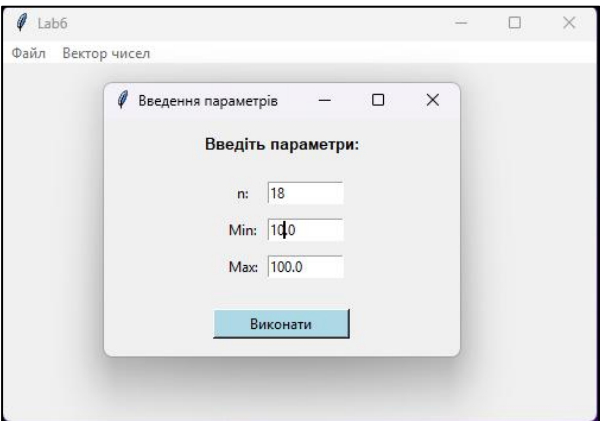 Lab6
Файл Вектор чисел
Введення параметрів
Введіть параметри:
n: 18
Min: 10.0
Max: 100.0
Виконати